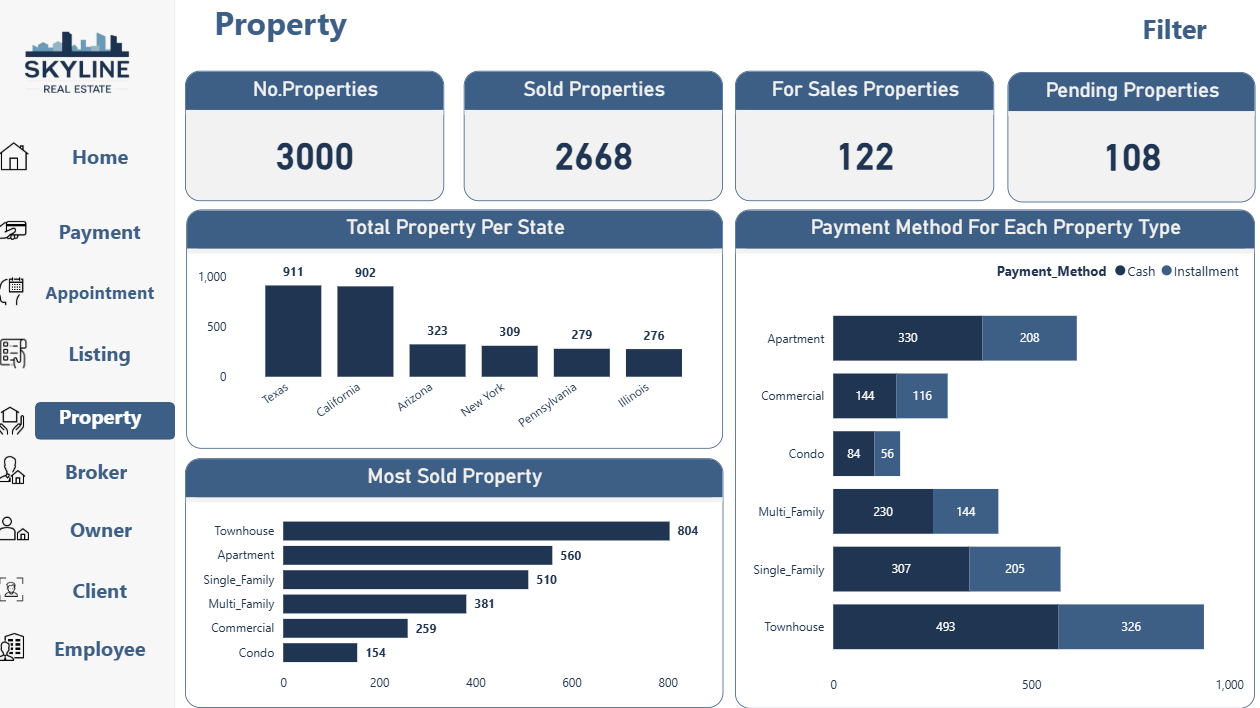 SKYLINE
REAL ESTATE
Home
Payment
Appointment
Listing
Property
Broker
Owner
Client
Employee
Property
Filter
No.Properties
3000
Sold Properties
2668
For Sales Properties
122
Pending Properties
108
Total Property Per State
1,000
500
0
911
902
323
309
279
276
Texas
California
Arizona
New York
Pennsylvania
Illinois
Most Sold Property
Townhouse 804
Apartment 560
Single_Family 510
Multi_Family 381
Commercial 259
Condo 154
0 200 400 600 800
Payment Method For Each Property Type
Payment_Method Cash Installment
Apartment 330 208
Commercial 144 116
Condo 84 56
Multi_Family 230 144
Single_Family 307 205
Townhouse 493 326
0 500 1,000